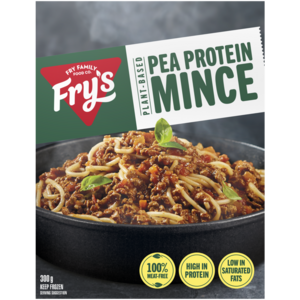 FRY FAMILY
FOOD CO.
Fry's
PLANT-BASED
PEA PROTEIN
MINCE
100%
MEAT-FREE
HIGH IN
PROTEIN
LOW IN
SATURATED
FATS
300 g
KEEP FROZEN
SERVING SUGGESTION